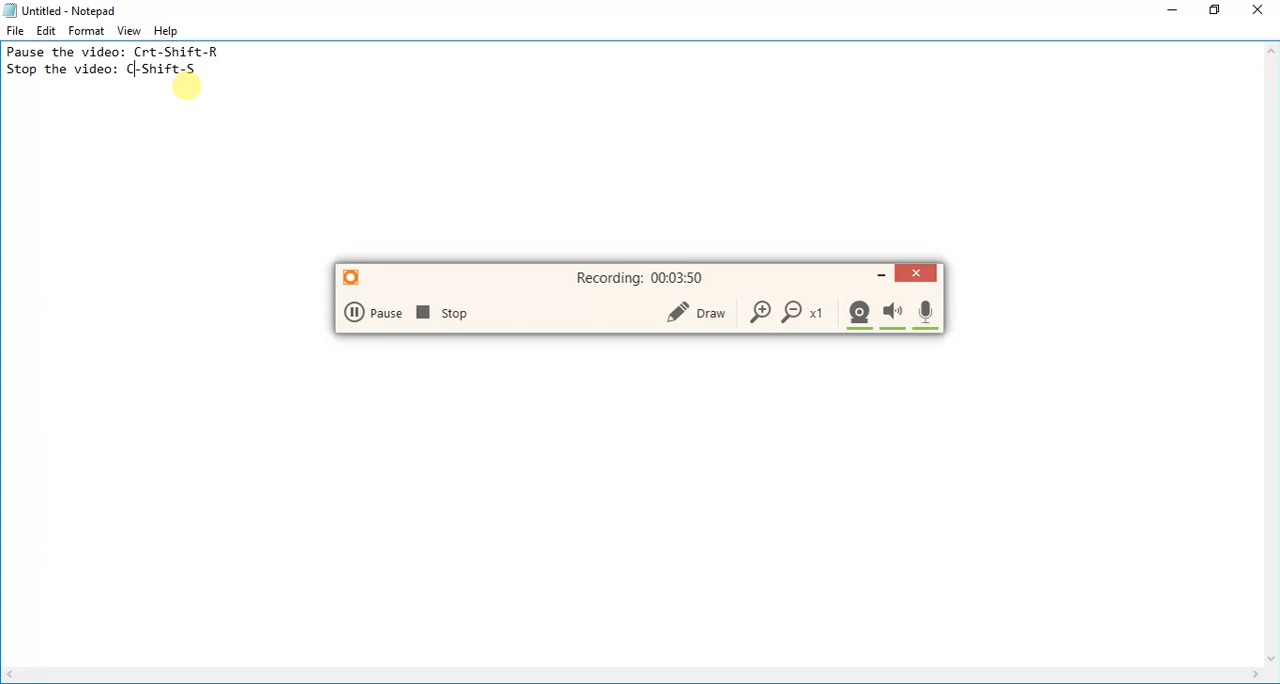 Untitled - Notepad
File Edit Format View Help
Pause the video: Crt-Shift-R
Stop the video: C-Shift-S
Recording: 00:03:50
Pause Stop Draw x1